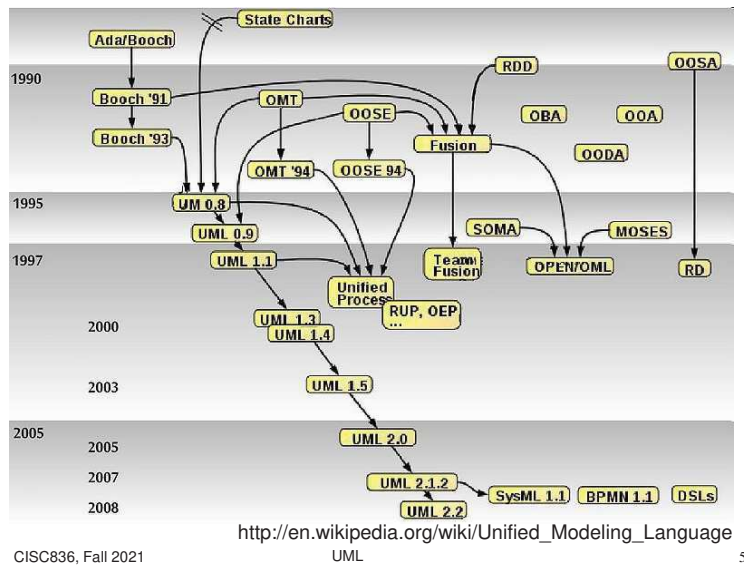 State Charts
Ada/Booch
RDD
OOSA
1990
Booch '91
OMT
OOSE
OBA
OOA
Booch '93
Fusion
OODA
OMT '94
OOSE 94
1995
UM 0.8
UML 0.9
SOMA
MOSES
1997
UML 1.1
Team
Fusion
OPEN/OML
RD
Unified
Process
RUP, OEP
...
UML 1.3
2000
UML 1.4
2003
UML 1.5
2005
UML 2.0
2005
2007
UML 2.1.2
SysML 1.1
BPMN 1.1
DSLs
2008
UML 2.2
http://en.wikipedia.org/wiki/Unified_Modeling_Language
CISC836, Fall 2021
UML
5